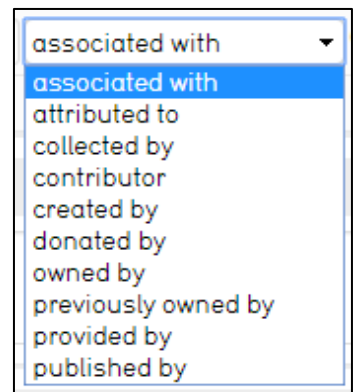 associated with
associated with
attributed to
collected by
contributor
created by
donated by
owned by
previously owned by
provided by
published by